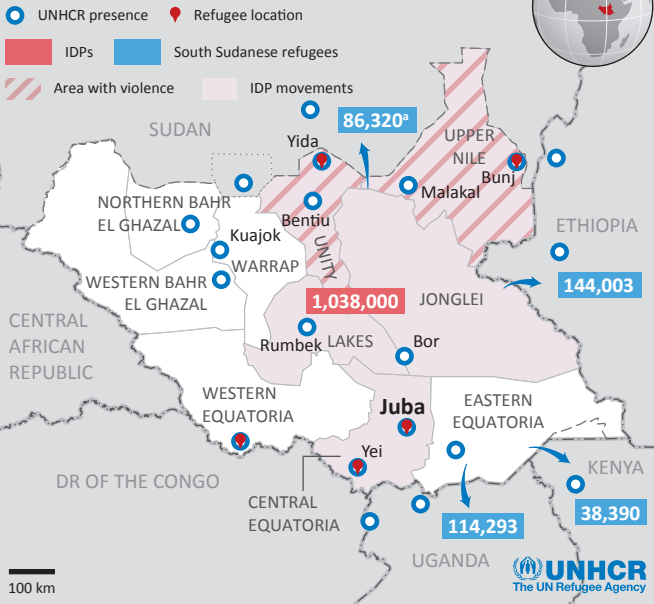 UNHCR presence
Refugee location
IDPs
South Sudanese refugees
Area with violence
IDP movements
SUDAN
86,320ᵃ
Yida
UPPER
NILE
Bunj
Malakal
NORTHERN BAHR
EL GHAZAL
Bentiu
ETHIOPIA
Kuajok
UNITY
WARRAP
WESTERN BAHR
EL GHAZAL
144,003
1,038,000
JONGLEI
CENTRAL
AFRICAN
REPUBLIC
Rumbek
LAKES
Bor
WESTERN
EQUATORIA
Juba
EASTERN
EQUATORIA
Yei
DR OF THE CONGO
KENYA
CENTRAL
EQUATORIA
114,293
38,390
UGANDA
100 km
UNHCR
The UN Refugee Agency